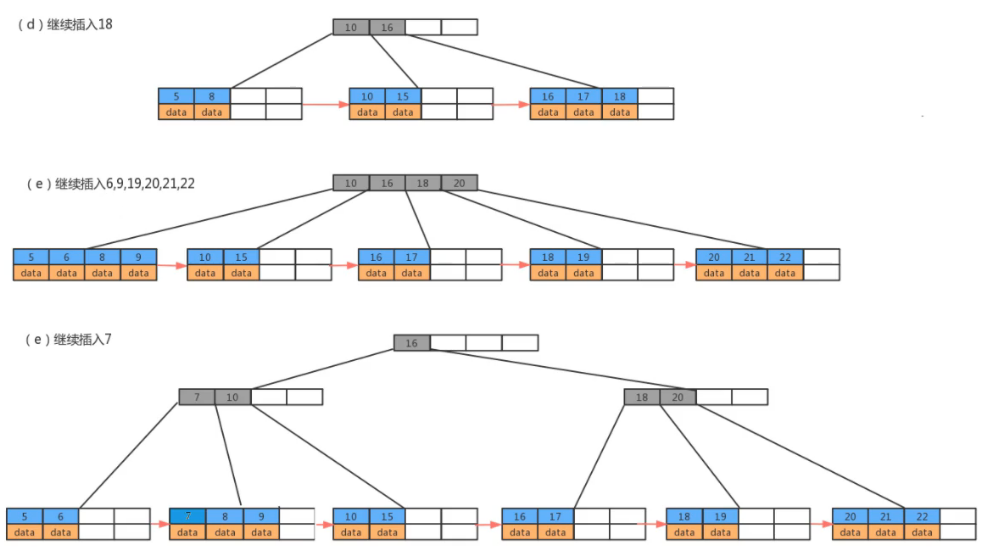 （d）继续插入18
10 16
5 8 10 15 16 17 18
data data data data data data data
（e）继续插入6,9,19,20,21,22
10 16 18 20
5 6 8 9 10 15 16 17 18 19 20 21 22
data data data data data data data data data data data data data
（e）继续插入7
16
7 10 18 20
5 6 7 8 9 10 15 16 17 18 19 20 21 22
data data data data data data data data data data data data data data